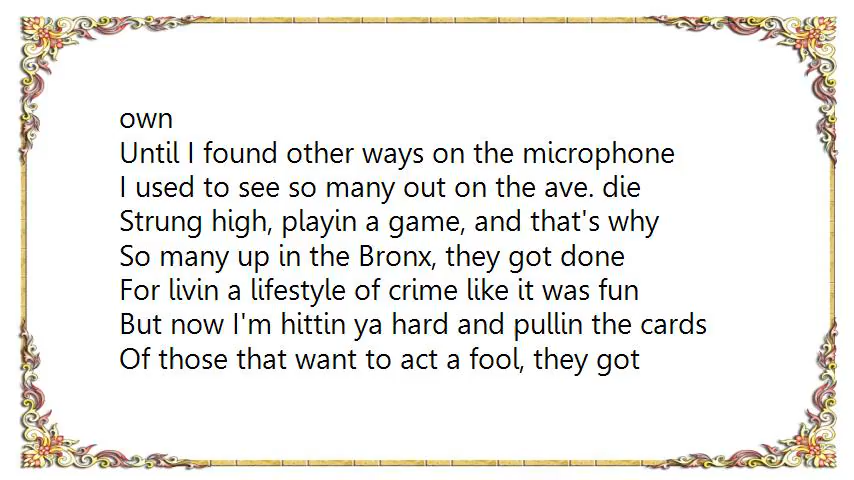 own
Until I found other ways on the microphone
I used to see so many out on the ave. die
Strung high, playin a game, and that's why
So many up in the Bronx, they got done
For livin a lifestyle of crime like it was fun
But now I'm hittin ya hard and pullin the cards
Of those that want to act a fool, they got